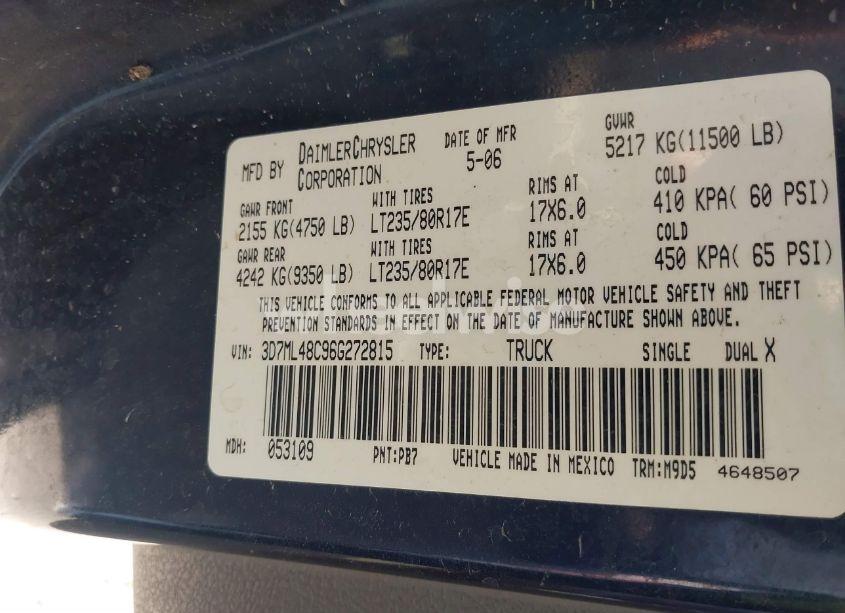 MFD BY DAIMLERCHRYSLER CORPORATION DATE OF MFR 5-06 GVWR 5217 KG(11500 LB)
GAWR FRONT WITH TIRES RIMS AT COLD
2155 KG(4750 LB) LT235/80R17E 17X6.0 410 KPA( 60 PSI)
GAWR REAR WITH TIRES RIMS AT COLD
4242 KG(9350 LB) LT235/80R17E 17X6.0 450 KPA( 65 PSI)
THIS VEHICLE CONFORMS TO ALL APPLICABLE FEDERAL MOTOR VEHICLE SAFETY AND THEFT
PREVENTION STANDARDS IN EFFECT ON THE DATE OF MANUFACTURE SHOWN ABOVE.
VIN: 3D7ML48C96G272815 TYPE: TRUCK SINGLE DUAL X
MDH: 053109 PNT:PB7 VEHICLE MADE IN MEXICO TRM:M9D5 4648507